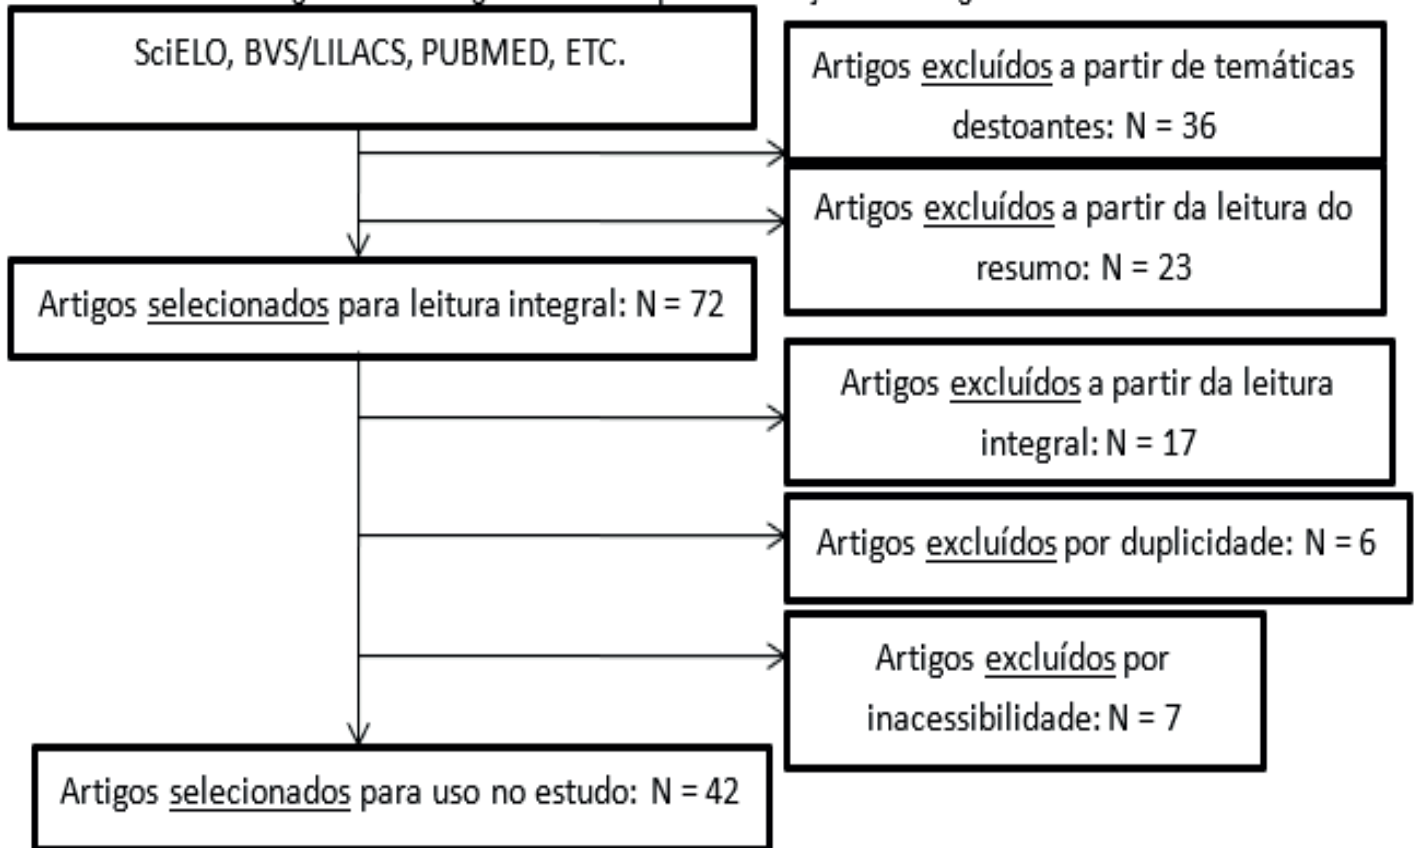 SciELO, BVS/LILACS, PUBMED, ETC.
Artigos excluídos a partir de temáticas
destoantes: N = 36
Artigos excluídos a partir da leitura do
resumo: N = 23
Artigos selecionados para leitura integral: N = 72
Artigos excluídos a partir da leitura
integral: N = 17
Artigos excluídos por duplicidade: N = 6
Artigos excluídos por
inacessibilidade: N = 7
Artigos selecionados para uso no estudo: N = 42